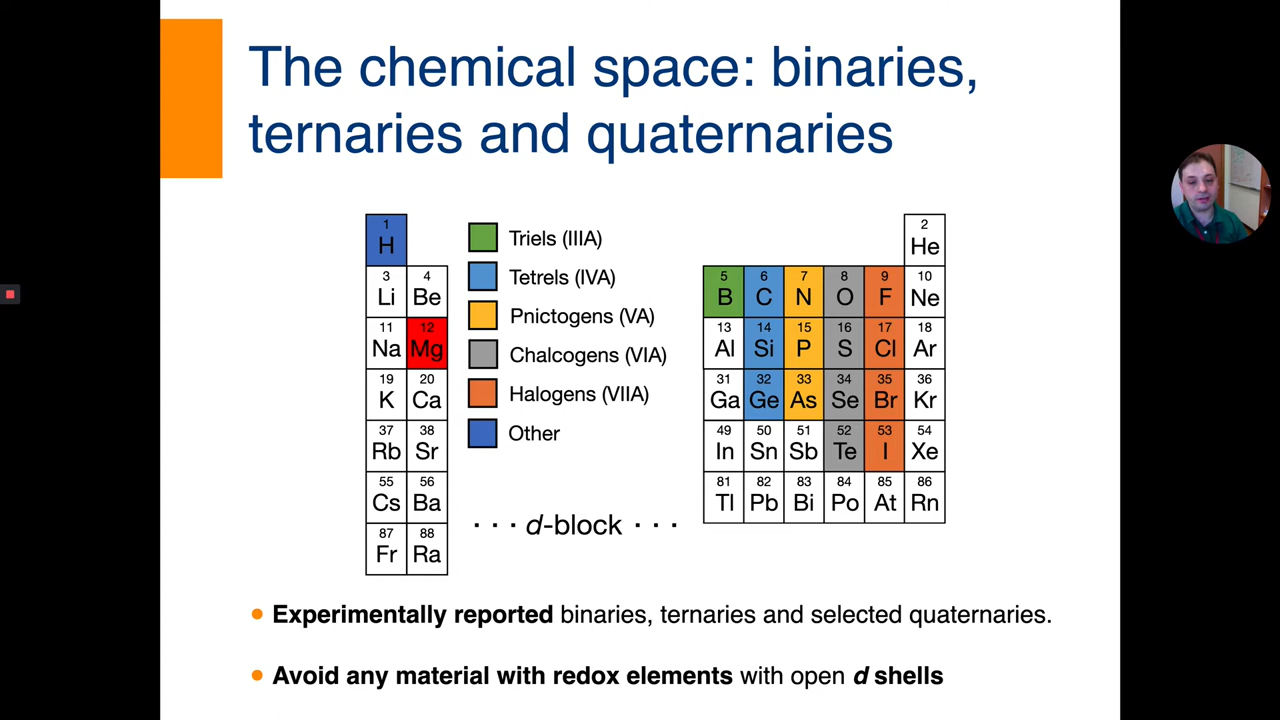 The chemical space: binaries,
ternaries and quaternaries
1 2
H He
3 4 5 6 7 8 9 10
Li Be B C N O F Ne
11 12 13 14 15 16 17 18
Na Mg Al Si P S Cl Ar
19 20 31 32 33 34 35 36
K Ca Ga Ge As Se Br Kr
37 38 49 50 51 52 53 54
Rb Sr In Sn Sb Te I Xe
55 56 81 82 83 84 85 86
Cs Ba Tl Pb Bi Po At Rn
87 88
Fr Ra
Triels (IIIA)
Tetrels (IVA)
Pnictogens (VA)
Chalcogens (VIA)
Halogens (VIIA)
Other
· · · d-block · · ·
• Experimentally reported binaries, ternaries and selected quaternaries.
• Avoid any material with redox elements with open d shells